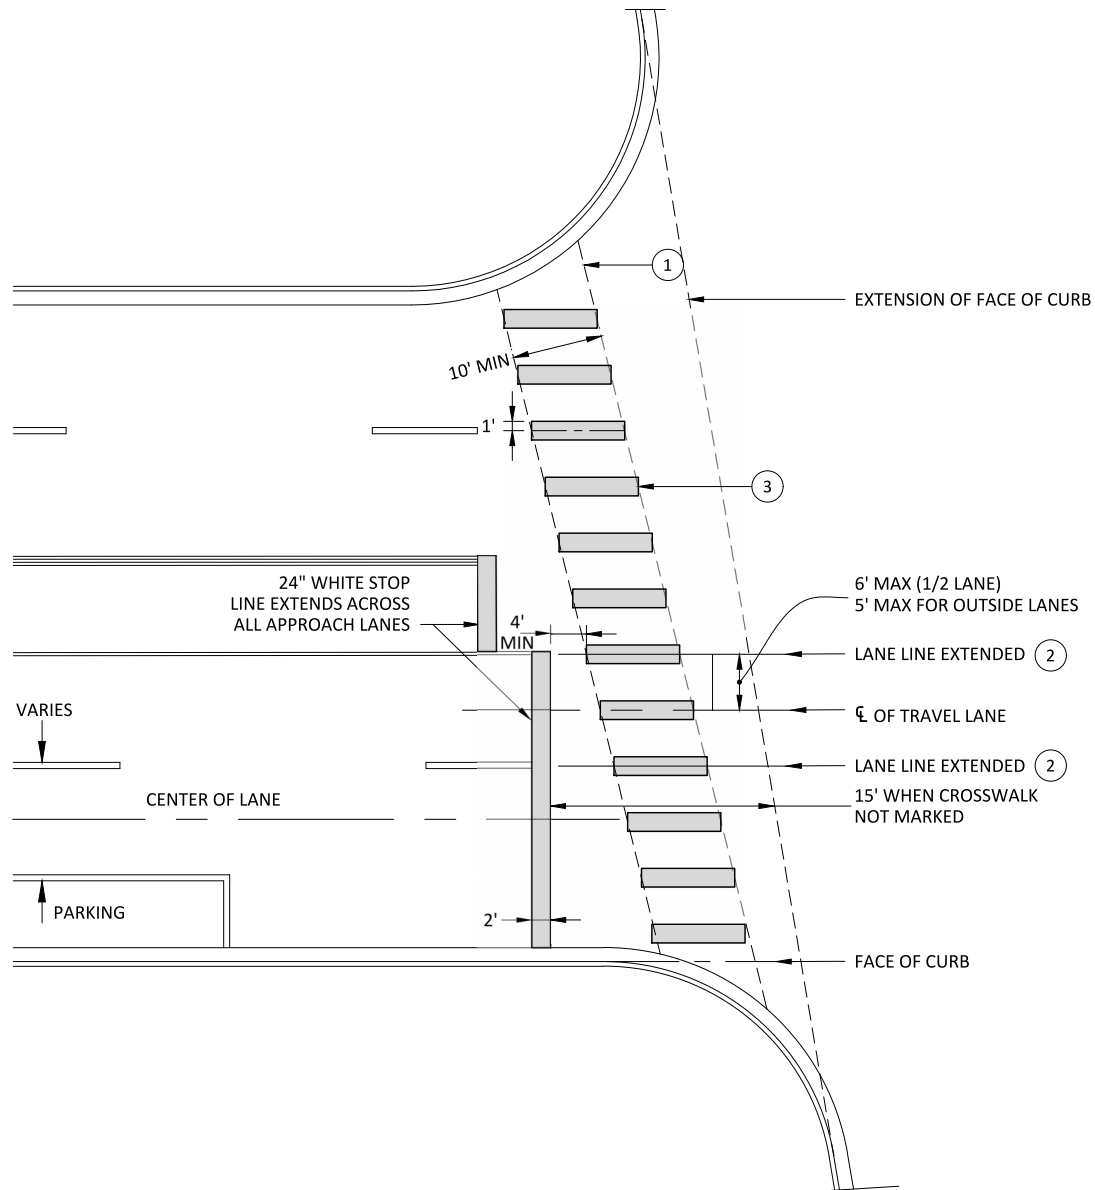 1
EXTENSION OF FACE OF CURB
10' MIN
1'
3
24" WHITE STOP
LINE EXTENDS ACROSS
ALL APPROACH LANES
4'
MIN
6' MAX (1/2 LANE)
5' MAX FOR OUTSIDE LANES
LANE LINE EXTENDED 2
VARIES
℄ OF TRAVEL LANE
LANE LINE EXTENDED 2
CENTER OF LANE
15' WHEN CROSSWALK
NOT MARKED
PARKING
2'
FACE OF CURB